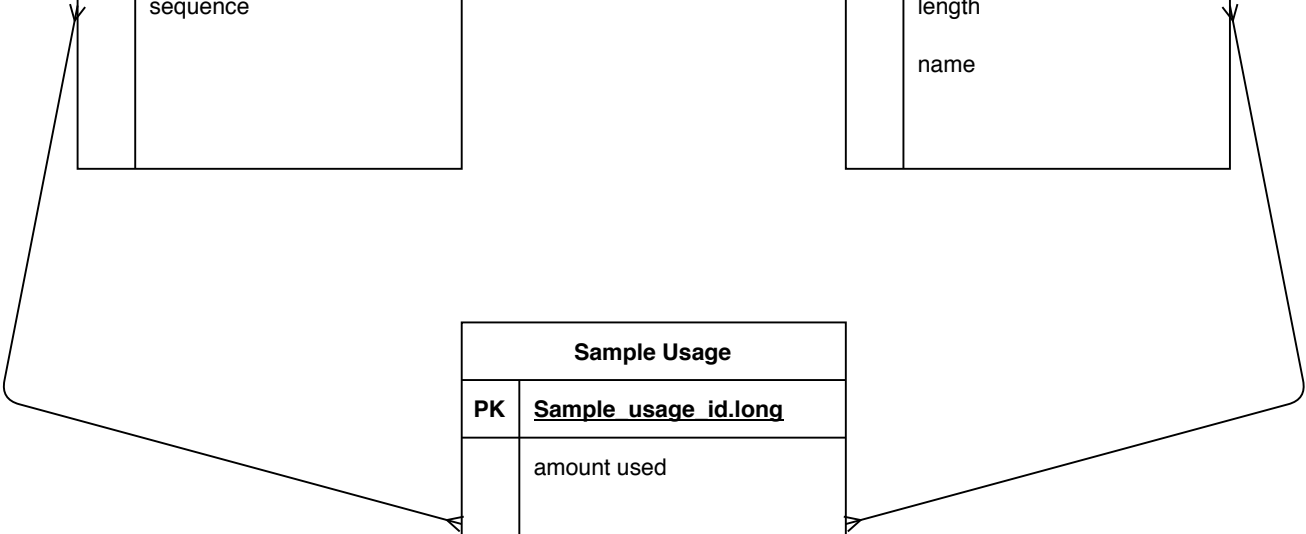 sequence
length
name
Sample Usage
PK
Sample_usage_id.long
amount used